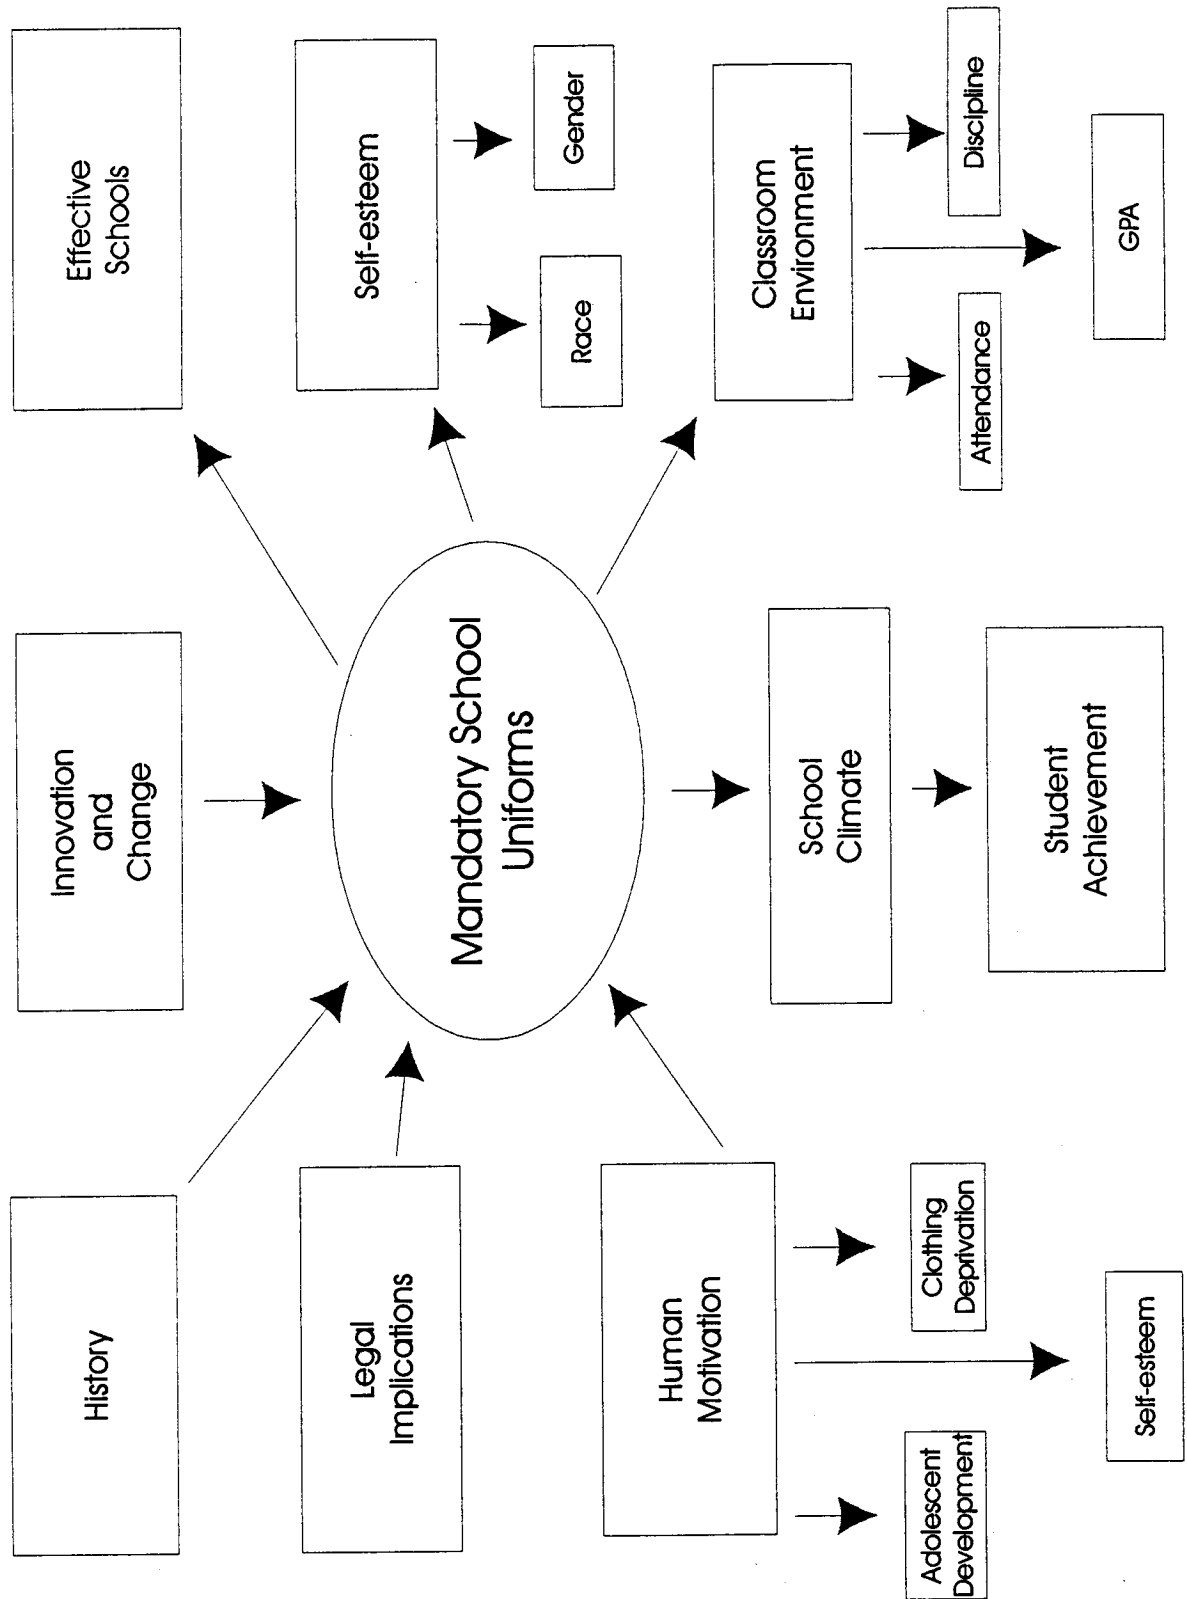 History
Innovation
and
Change
Effective
Schools
Legal
Implications
Mandatory School
Uniforms
Self-esteem
Race
Gender
Human
Motivation
Adolescent
Development
Clothing
Deprivation
Self-esteem
School
Climate
Student
Achievement
Classroom
Environment
Attendance
Discipline
GPA